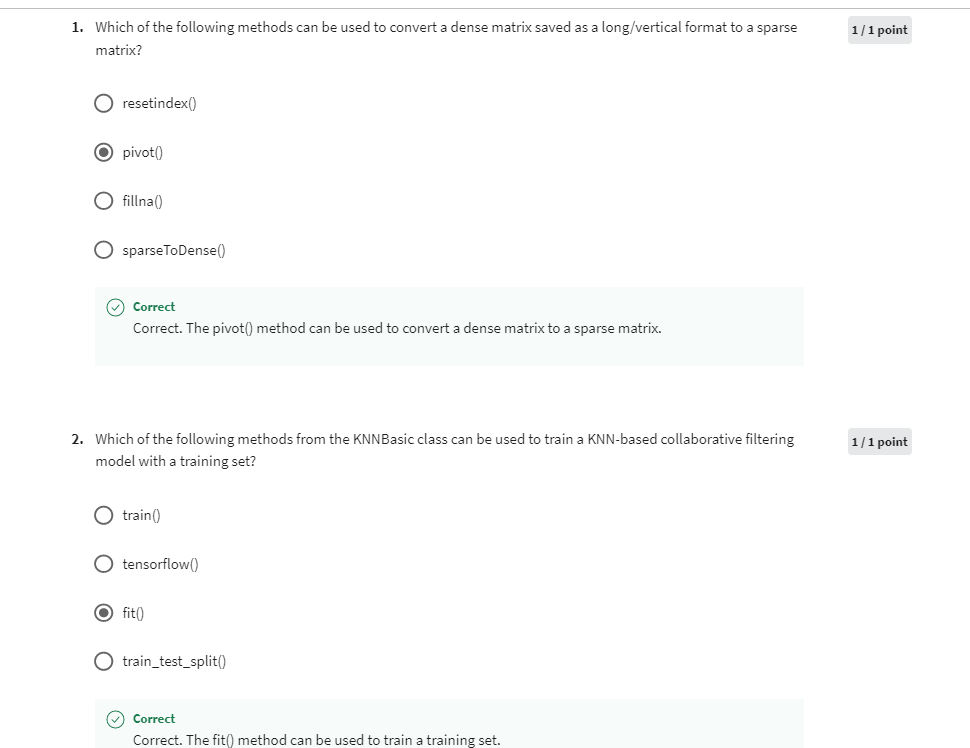 1. Which of the following methods can be used to convert a dense matrix saved as a long/vertical format to a sparse
matrix?
1 / 1 point
resetindex()
pivot()
fillna()
sparseToDense()
Correct
Correct. The pivot() method can be used to convert a dense matrix to a sparse matrix.
2. Which of the following methods from the KNNBasic class can be used to train a KNN-based collaborative filtering
model with a training set?
1 / 1 point
train()
tensorflow()
fit()
train_test_split()
Correct
Correct. The fit() method can be used to train a training set.